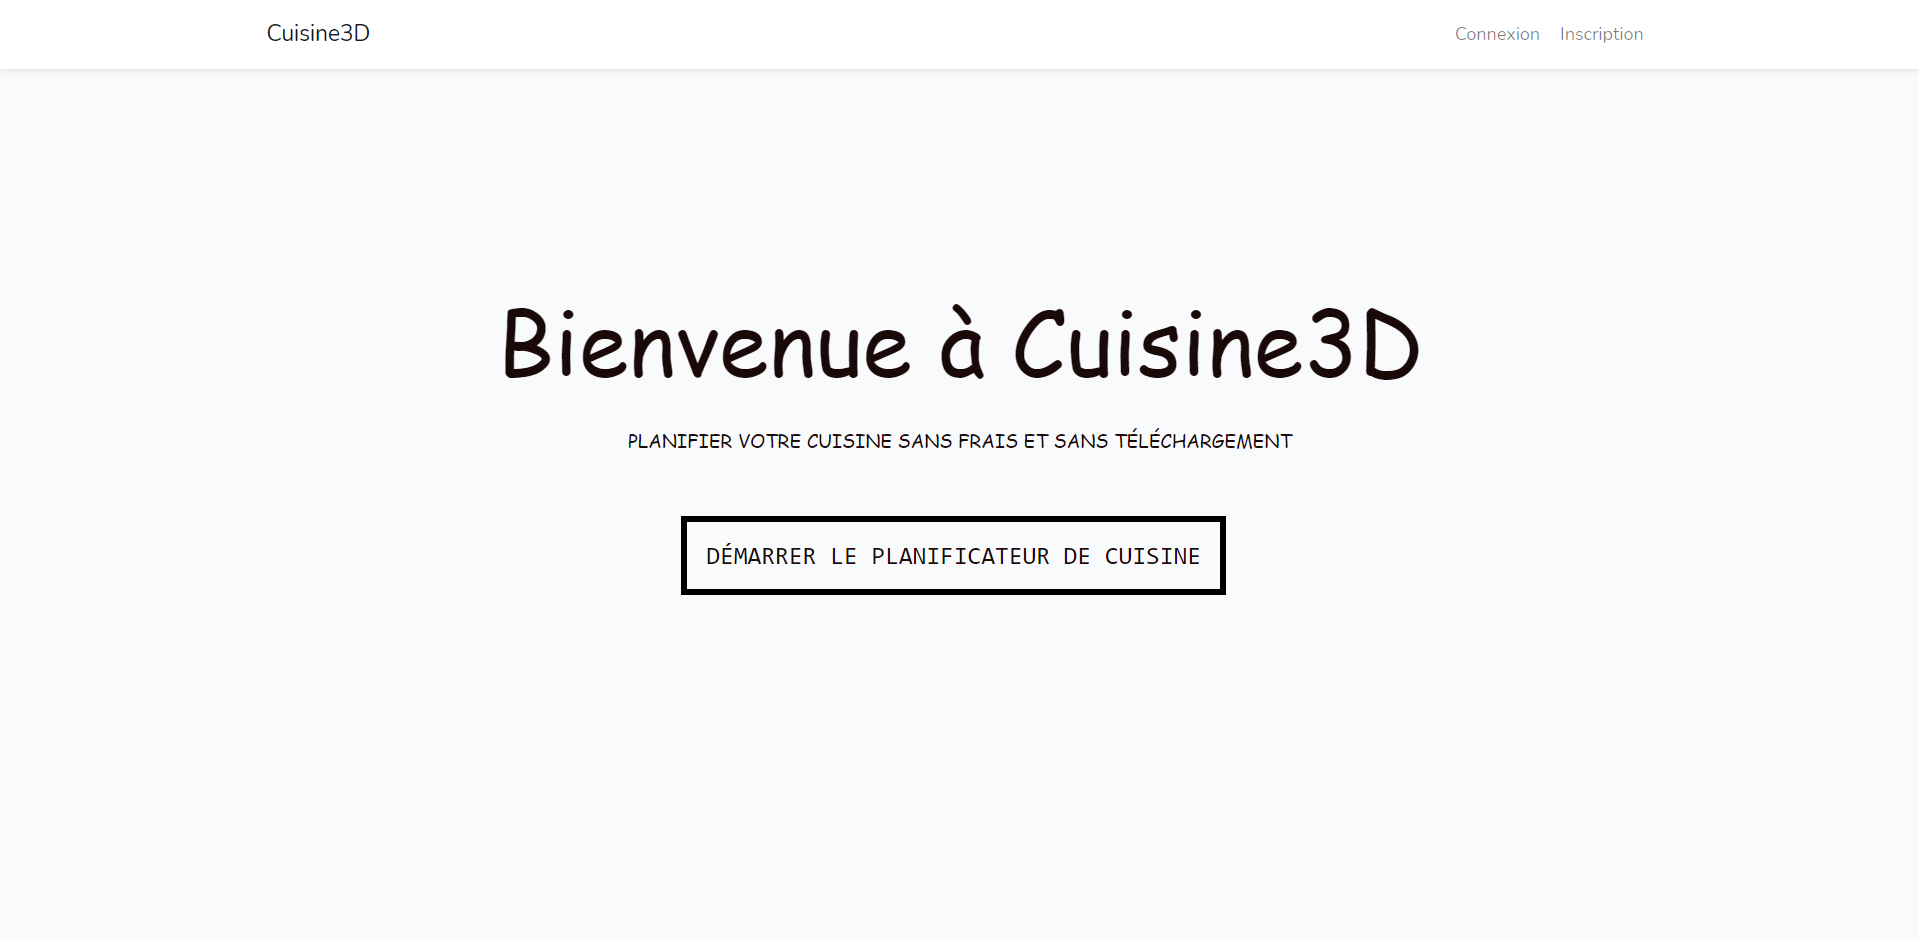 Cuisine3D
Connexion Inscription
Bienvenue à Cuisine3D
PLANIFIER VOTRE CUISINE SANS FRAIS ET SANS TÉLÉCHARGEMENT
DÉMARRER LE PLANIFICATEUR DE CUISINE